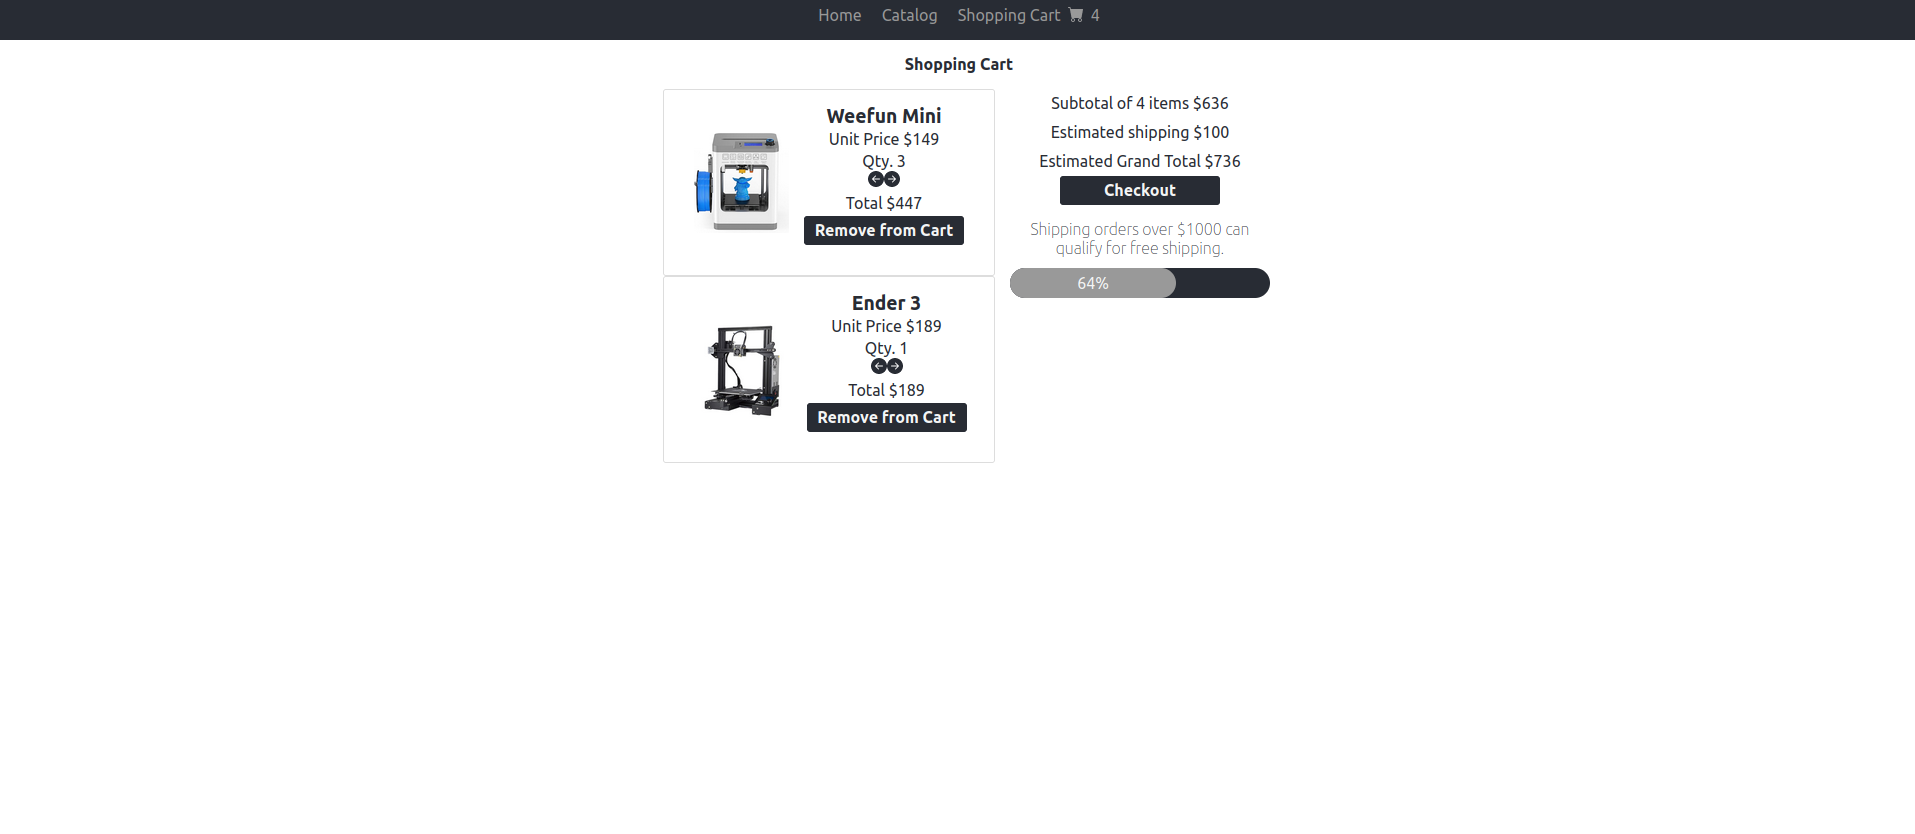 Home Catalog Shopping Cart 4
Shopping Cart
Weefun Mini
Unit Price $149
Qty. 3
Total $447
Remove from Cart
Ender 3
Unit Price $189
Qty. 1
Total $189
Remove from Cart
Subtotal of 4 items $636
Estimated shipping $100
Estimated Grand Total $736
Checkout
Shipping orders over $1000 can
qualify for free shipping.
64%